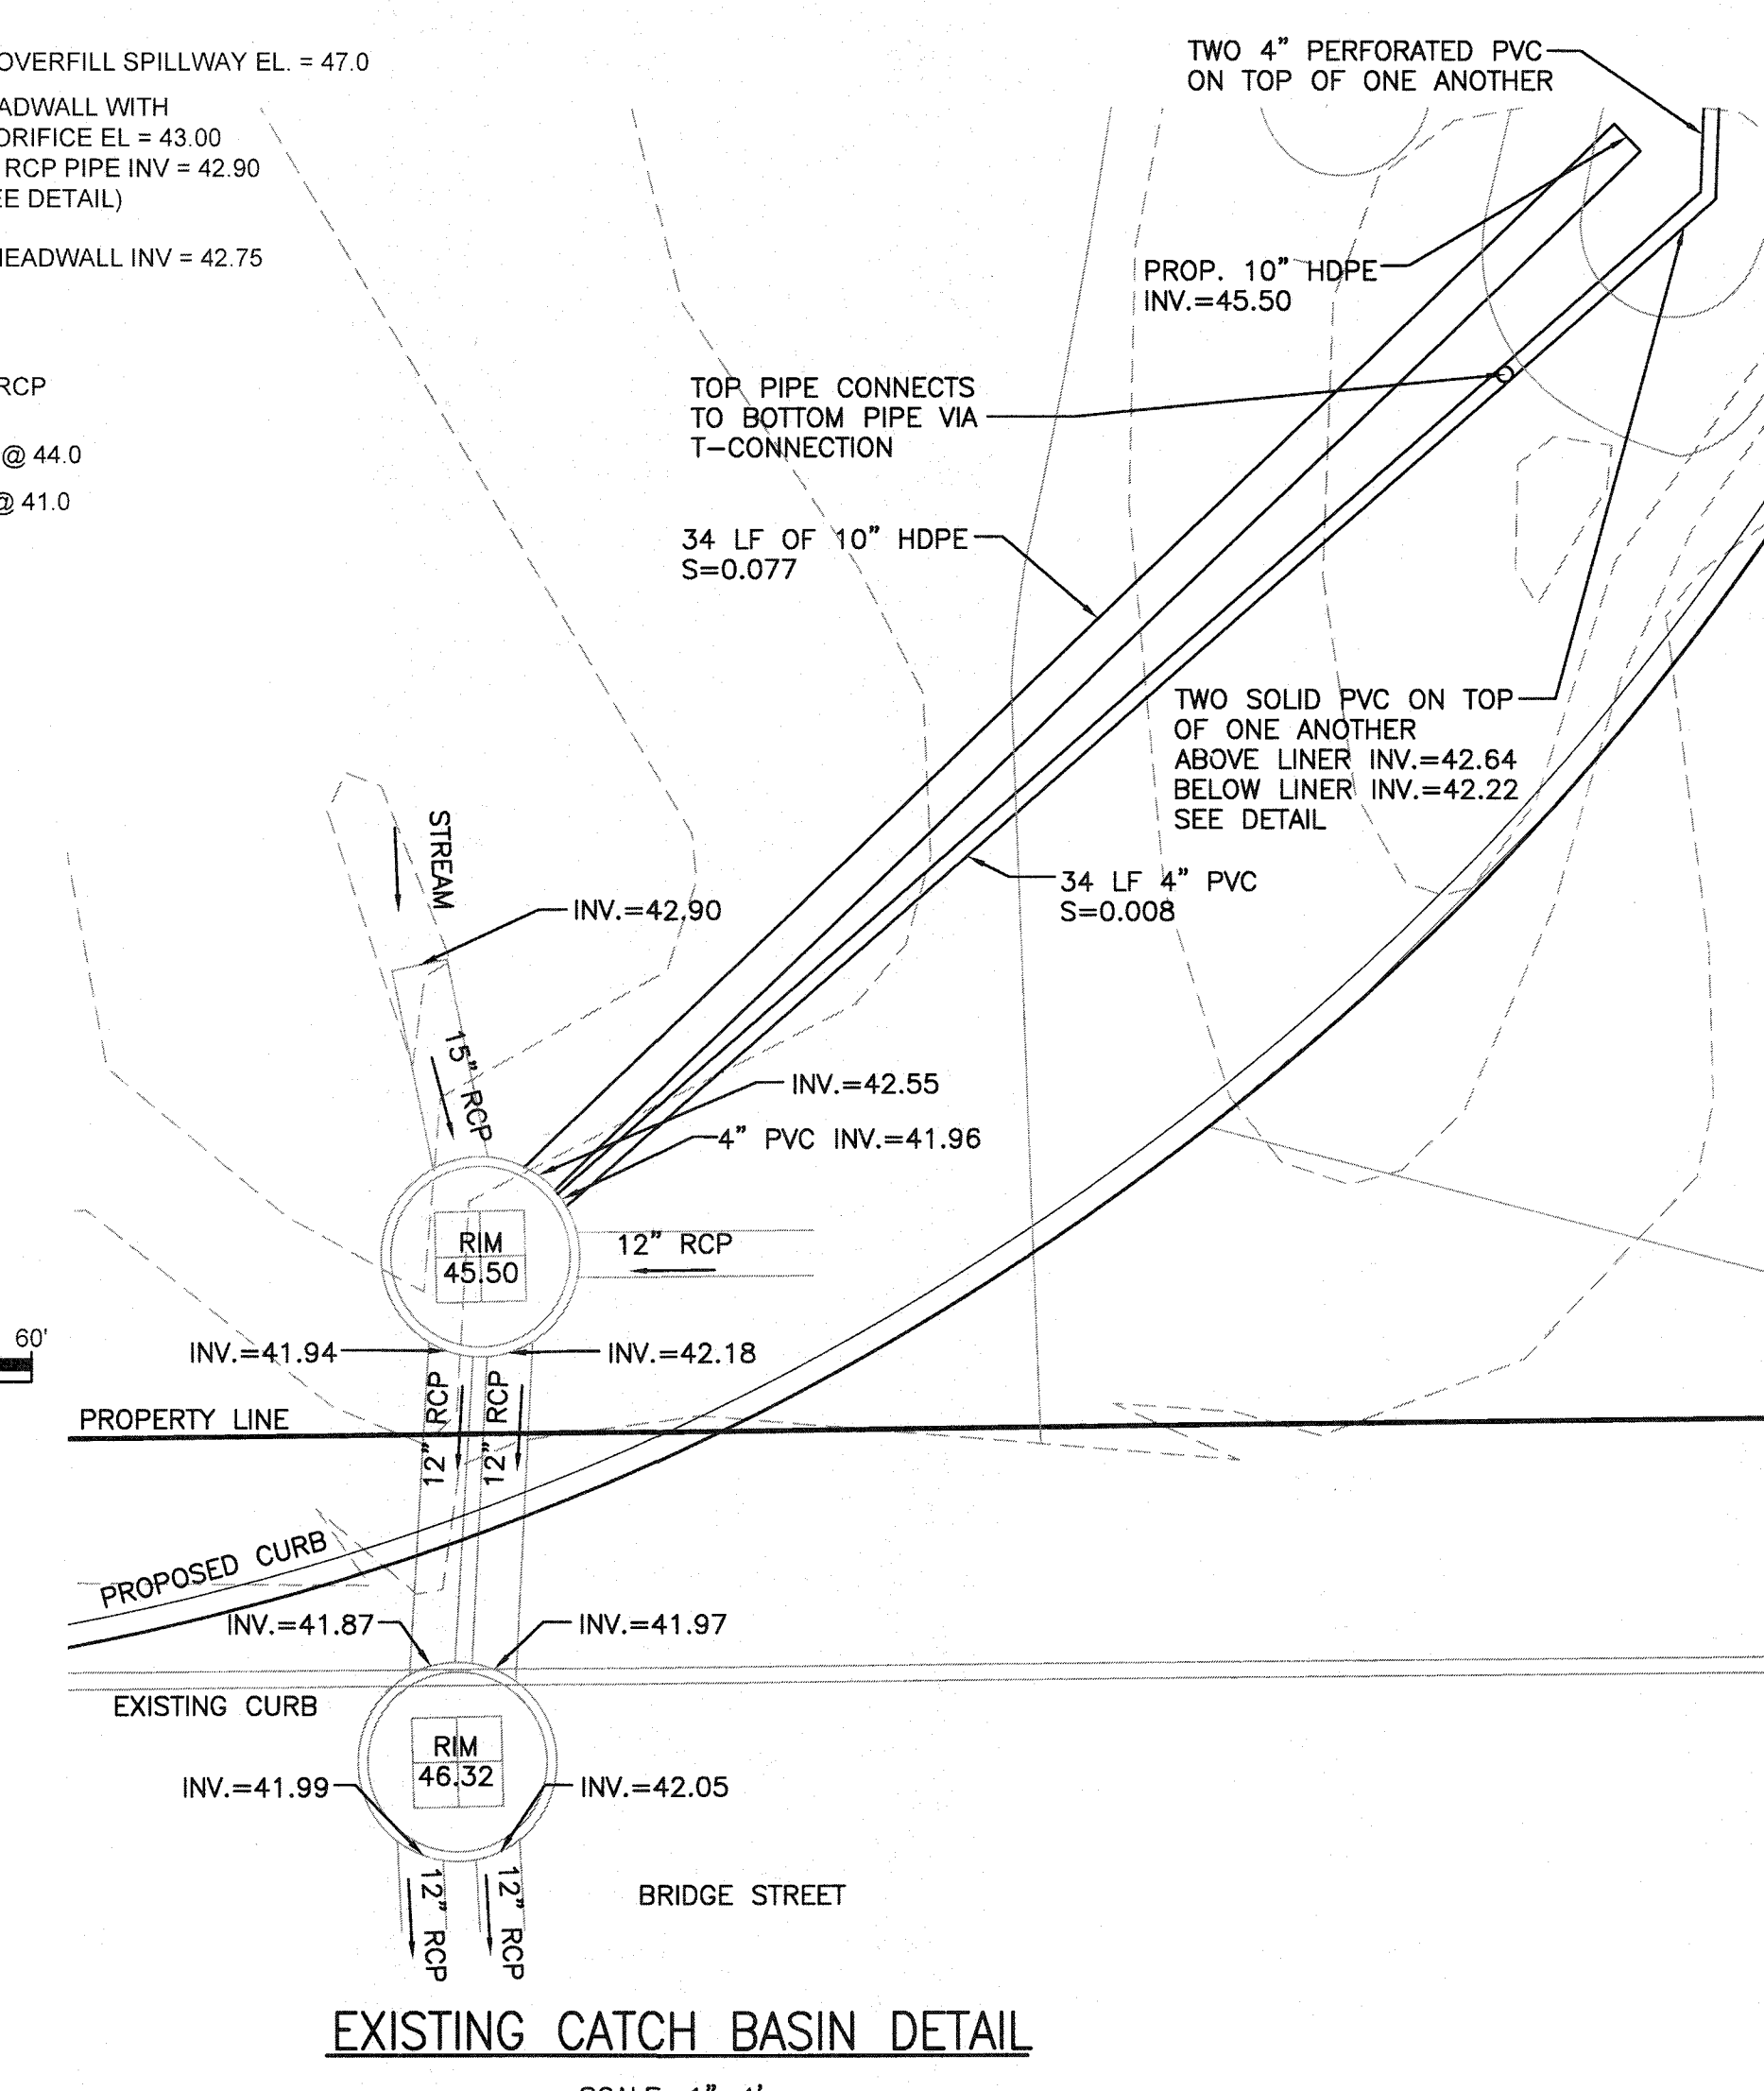 OVERFILL SPILLWAY EL. = 47.0
ADWALL WITH
ORIFICE EL = 43.00
RCP PIPE INV = 42.90
EE DETAIL)
HEADWALL INV = 42.75
RCP
@ 44.0
@ 41.0
60'
TWO 4" PERFORATED PVC
ON TOP OF ONE ANOTHER
PROP. 10" HDPE
INV.=45.50
TOP PIPE CONNECTS
TO BOTTOM PIPE VIA
T-CONNECTION
34 LF OF 10" HDPE
S=0.077
TWO SOLID PVC ON TOP
OF ONE ANOTHER
ABOVE LINER INV.=42.64
BELOW LINER INV.=42.22
SEE DETAIL
34 LF 4" PVC
S=0.008
STREAM
INV.=42.90
15" RCP
INV.=42.55
4" PVC INV.=41.96
RIM
45.50
12" RCP
INV.=41.94
INV.=42.18
12" RCP
12" RCP
PROPERTY LINE
PROPOSED CURB
INV.=41.87
INV.=41.97
EXISTING CURB
RIM
46.32
INV.=41.99
INV.=42.05
12" RCP
12" RCP
BRIDGE STREET
EXISTING CATCH BASIN DETAIL